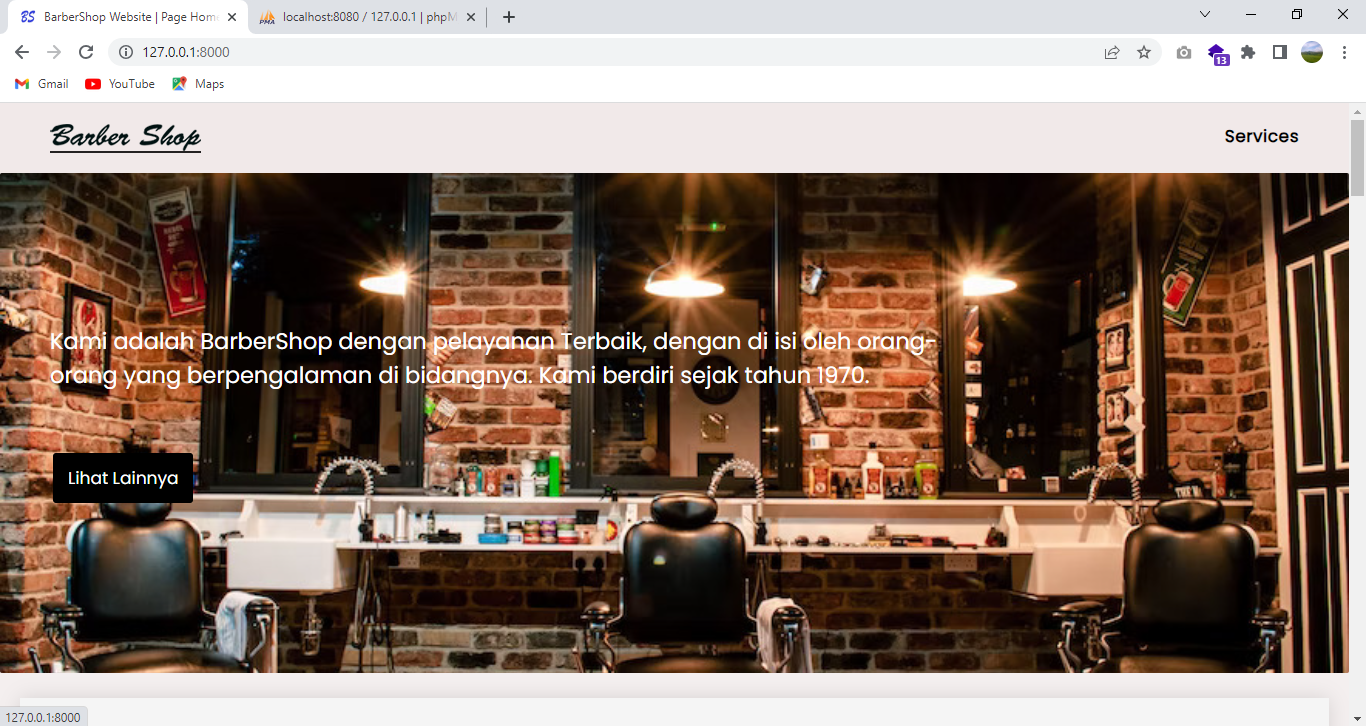 BarberShop Website | Page Hom
localhost:8080 / 127.0.0.1 | phpM
127.0.0.1:8000
13
Gmail
YouTube
Maps
Barber Shop
Services
Kami adalah BarberShop dengan pelayanan Terbaik, dengan di isi oleh orang-
orang yang berpengalaman di bidangnya. Kami berdiri sejak tahun 1970.
Lihat Lainnya
127.0.0.1:8000